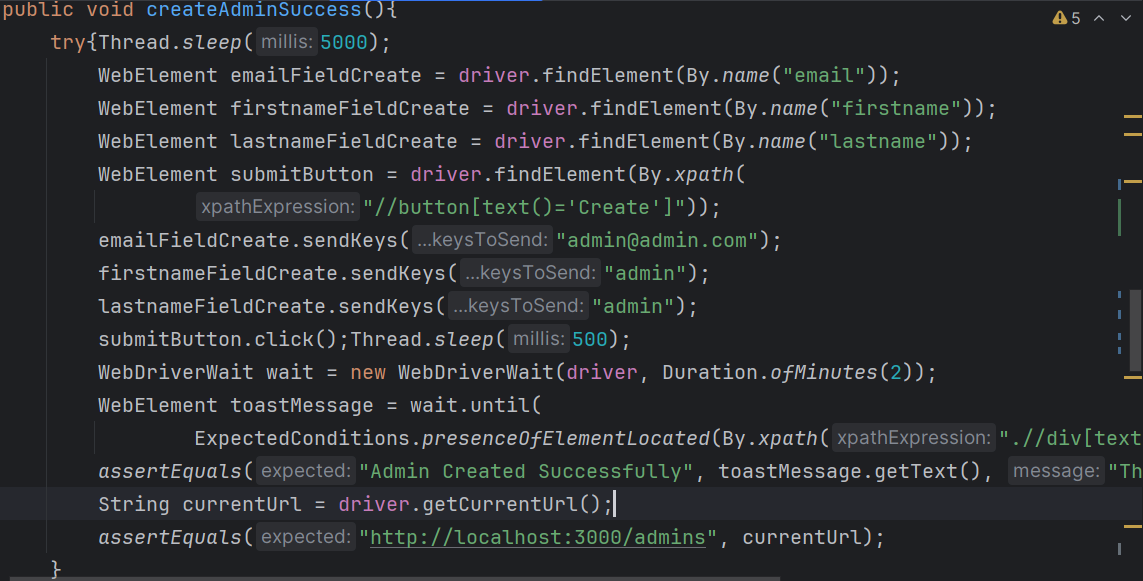 public void createAdminSuccess(){
5
try{Thread.sleep( millis: 5000);
WebElement emailFieldCreate = driver.findElement(By.name("email"));
WebElement firstnameFieldCreate = driver.findElement(By.name("firstname"));
WebElement lastnameFieldCreate = driver.findElement(By.name("lastname"));
WebElement submitButton = driver.findElement(By.xpath(
xpathExpression: "//button[text()='Create']"));
emailFieldCreate.sendKeys( ...keysToSend: "admin@admin.com");
firstnameFieldCreate.sendKeys( ...keysToSend: "admin");
lastnameFieldCreate.sendKeys( ...keysToSend: "admin");
submitButton.click();Thread.sleep( millis: 500);
WebDriverWait wait = new WebDriverWait(driver, Duration.ofMinutes(2));
WebElement toastMessage = wait.until(
ExpectedConditions.presenceOfElementLocated(By.xpath( xpathExpression: ".//div[text
assertEquals( expected: "Admin Created Successfully", toastMessage.getText(), message: "Th
String currentUrl = driver.getCurrentUrl();
assertEquals( expected: "http://localhost:3000/admins", currentUrl);
}